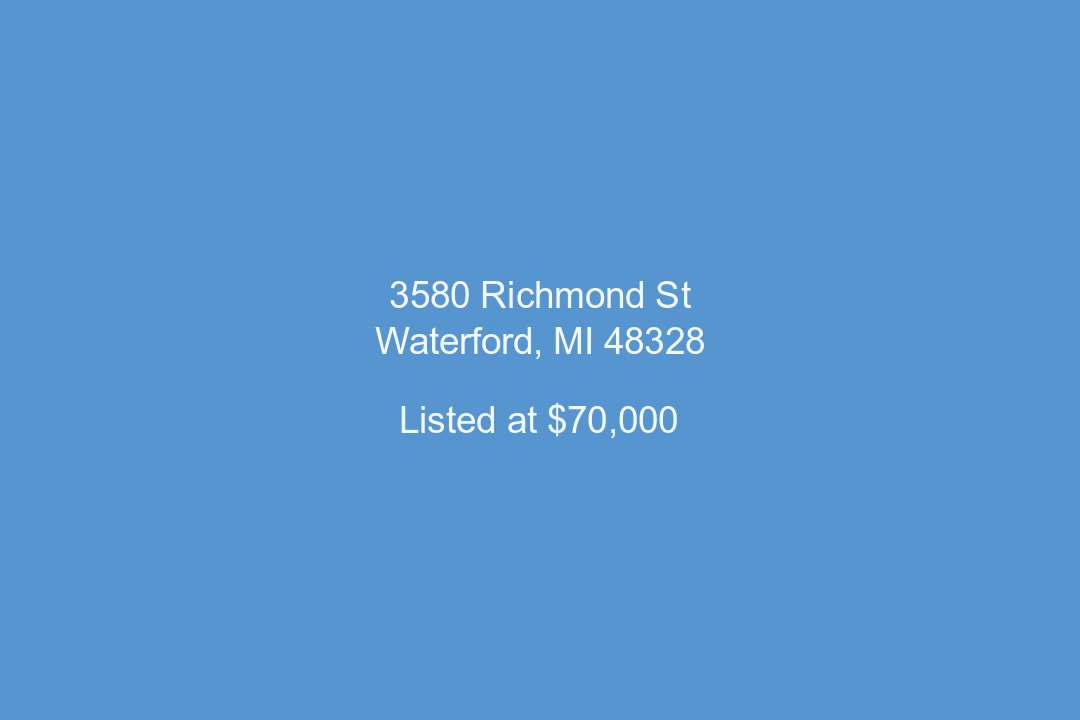 3580 Richmond St
Waterford, MI 48328
Listed at $70,000